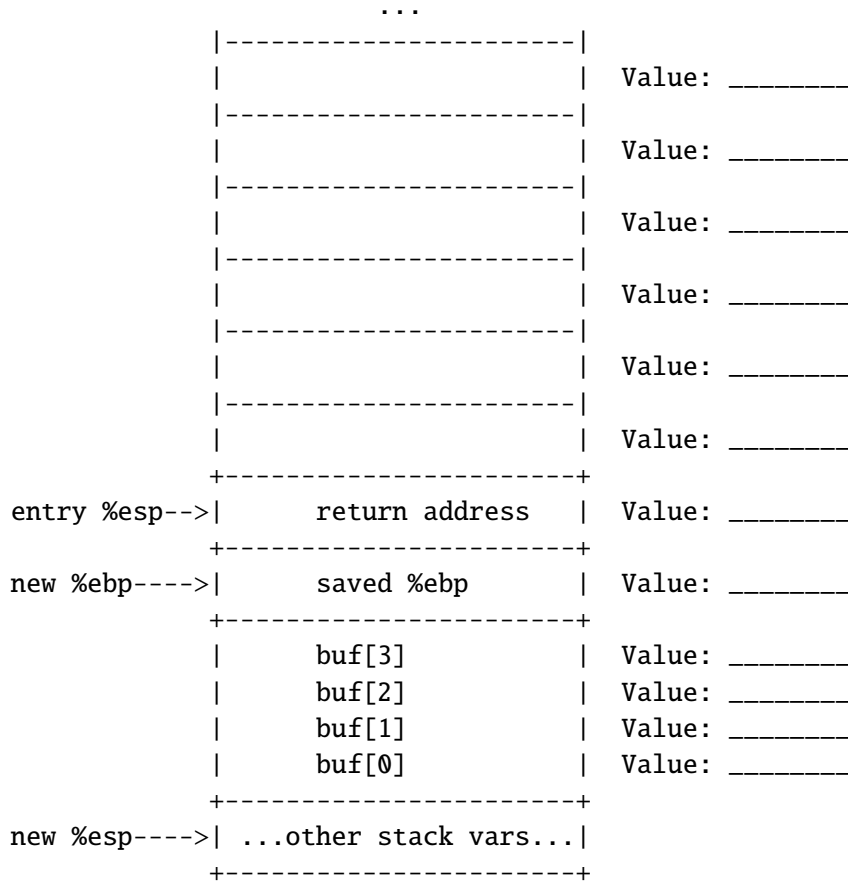 ...
|-----------------------|
|                       |  Value: ________
|-----------------------|
|                       |  Value: ________
|-----------------------|
|                       |  Value: ________
|-----------------------|
|                       |  Value: ________
|-----------------------|
|                       |  Value: ________
|-----------------------|
|                       |  Value: ________
+-----------------------+
entry %esp-->|      return address   |  Value: ________
+-----------------------+
new %ebp---->|      saved %ebp       |  Value: ________
+-----------------------+
|      buf[3]           |  Value: ________
|      buf[2]           |  Value: ________
|      buf[1]           |  Value: ________
|      buf[0]           |  Value: ________
+-----------------------+
new %esp---->| ...other stack vars...|
+-----------------------+